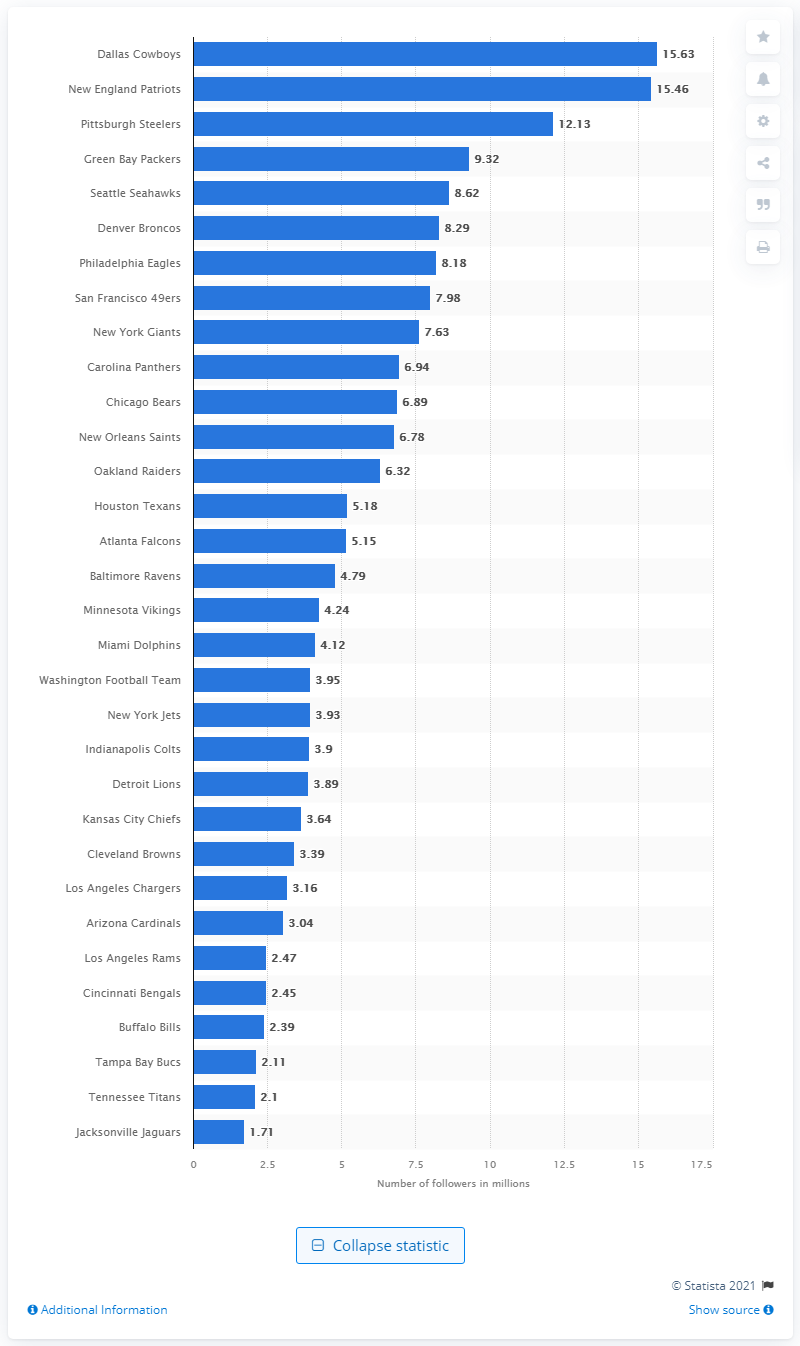 Dallas Cowboys 15.63
New England Patriots 15.46
Pittsburgh Steelers 12.13
Green Bay Packers 9.32
Seattle Seahawks 8.62
Denver Broncos 8.29
Philadelphia Eagles 8.18
San Francisco 49ers 7.98
New York Giants 7.63
Carolina Panthers 6.94
Chicago Bears 6.89
New Orleans Saints 6.78
Oakland Raiders 6.32
Houston Texans 5.18
Atlanta Falcons 5.15
Baltimore Ravens 4.79
Minnesota Vikings 4.24
Miami Dolphins 4.12
Washington Football Team 3.95
New York Jets 3.93
Indianapolis Colts 3.9
Detroit Lions 3.89
Kansas City Chiefs 3.64
Cleveland Browns 3.39
Los Angeles Chargers 3.16
Arizona Cardinals 3.04
Los Angeles Rams 2.47
Cincinnati Bengals 2.45
Buffalo Bills 2.39
Tampa Bay Bucs 2.11
Tennessee Titans 2.1
Jacksonville Jaguars 1.71
0 2.5 5 7.5 10 12.5 15 17.5
Number of followers in millions
Collapse statistic
© Statista 2021
Additional Information
Show source